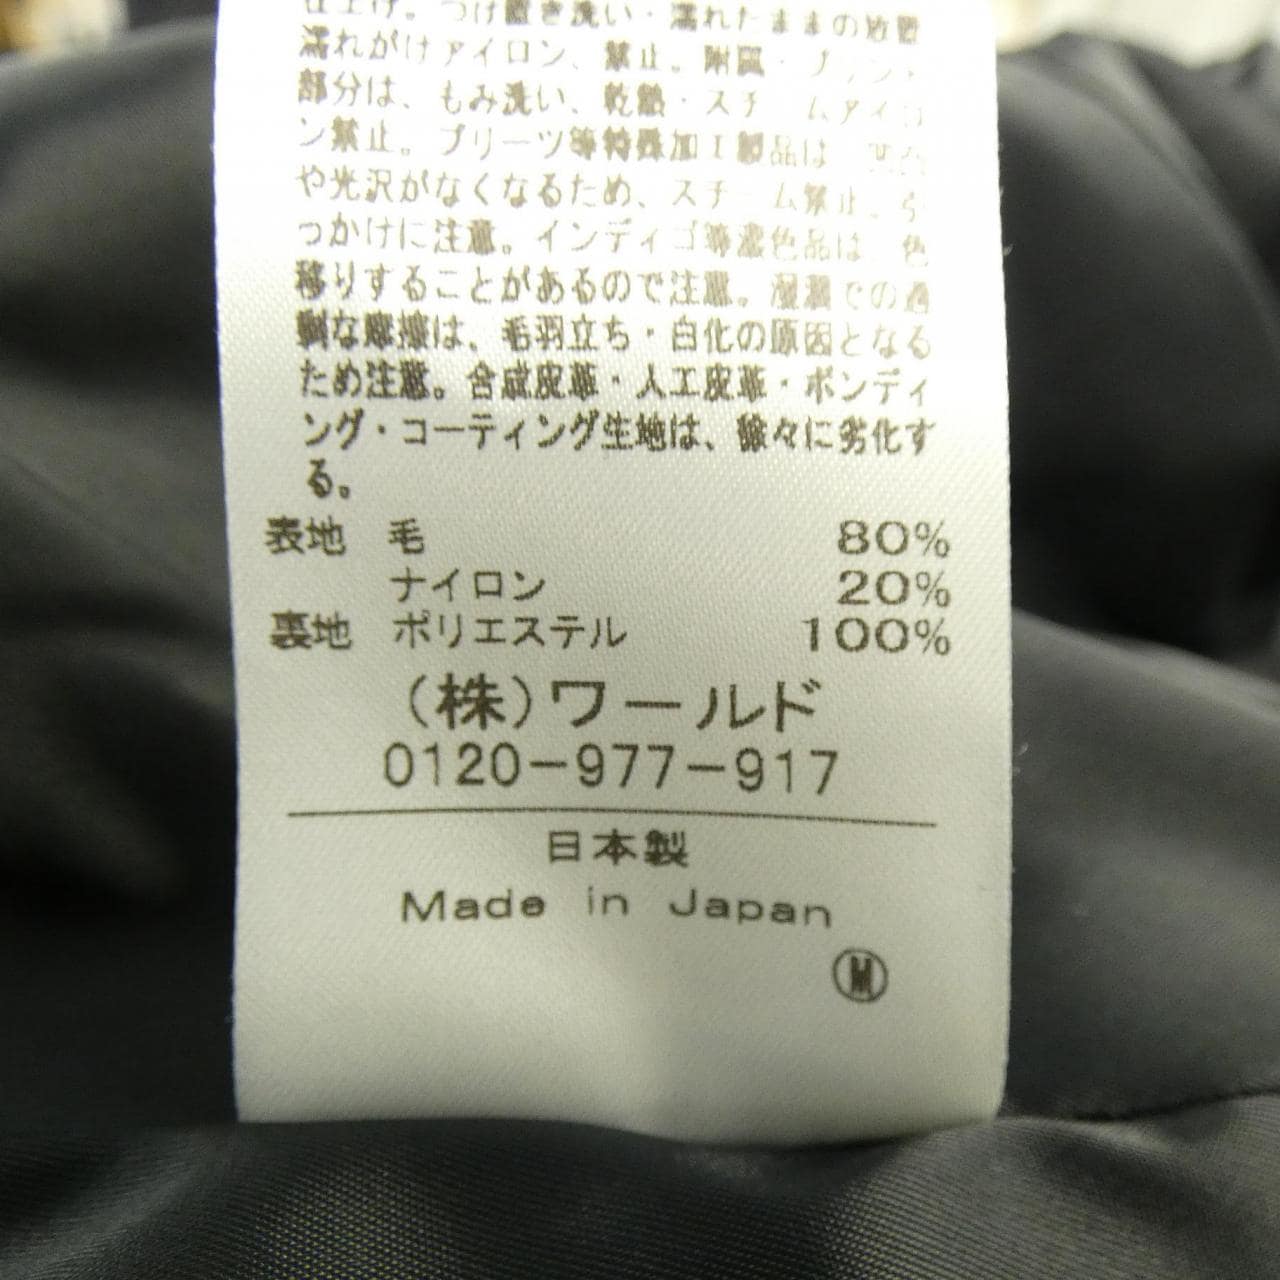 仕上げ。つけ置き洗い・濡れたままの放置
濡れがけアイロン、禁止。附属・プリント
部分は、もみ洗い、乾熱・スチームアイロ
ン禁止。プリーツ等特殊加工製品は
や光沢がなくなるため、スチーム禁止。引
っかけに注意。インディゴ等濃色品は、色
移りすることがあるので注意。湿潤での過
剰な摩擦は、毛羽立ち・白化の原因となる
ため注意。合成皮革・人工皮革・ボンディ
ング・コーティング生地は、徐々に劣化す
る。
表地 毛 80%
ナイロン 20%
裏地 ポリエステル 100%
(株)ワールド
0120-977-917
日本製
Made in Japan
Ⓜ